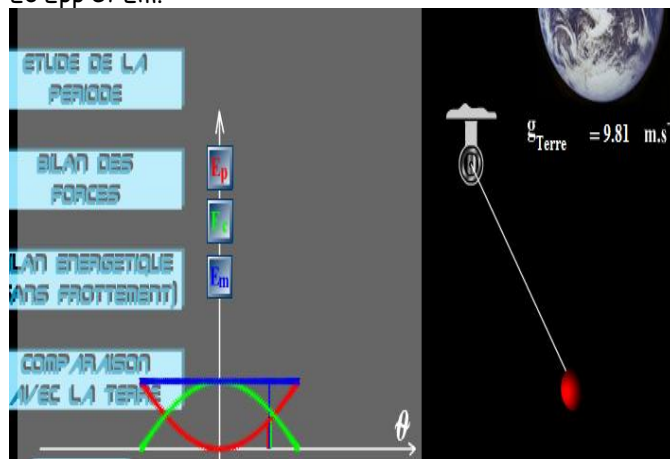 ETUDE DE LA
PERIODE
BILAN DES
FORCES
LAN ENERGETIQUE
SANS FROTTEMENT)
COMPARAISON
AVEC LA TERRE
Ep
Ec
Em
θ
g Terre = 9.81 m.s